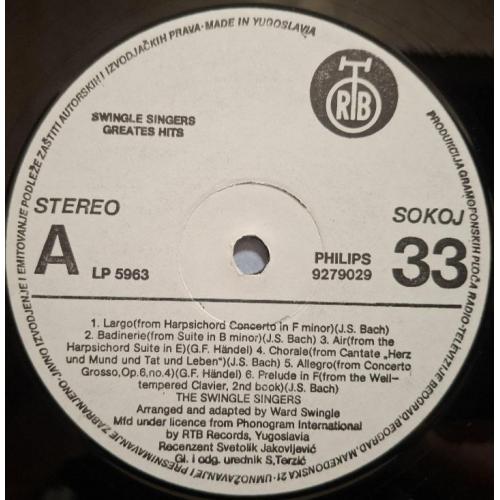 PRODUKCIJA GRAMOFONSKIH PLOČA RADIO-TELEVIZIJE BEOGRAD, BEOGRAD, MAKEDONSKA 21 · UMNOŽAVANJE I PRESNIMAVANJE ZABRANJENO · JAVNO IZVODJENJE I EMITOVANJE PODLEŽE ZAŠTITI AUTORSKIH I IZVODJAČKIH PRAVA · MADE IN YUGOSLAVIA
RTB
SWINGLE SINGERS
GREATES HITS
STEREO
SOKOJ
A
LP 5963
PHILIPS
9279029
33
1. Largo(from Harpsichord Concerto in F minor)(J.S. Bach)
2. Badinerie(from Suite in B minor)(J.S. Bach) 3. Air(from the
Harpsichord Suite in E)(G.F. Händel) 4. Chorale(from Cantate „Herz
und Mund und Tat und Leben")(J.S. Bach) 5. Allegro(from Concerto
Grosso,Op.6,no.4)(G.F. Händel) 6. Prelude in F(from the Well-
tempered Clavier, 2nd book)(J.S. Bach)
THE SWINGLE SINGERS
Arranged and adapted by Ward Swingle
Mfd under licence from Phonogram International
by RTB Records, Yugoslavia
Recenzent Svetolik Jakovljević
Gl. i odg. urednik S,Terzić